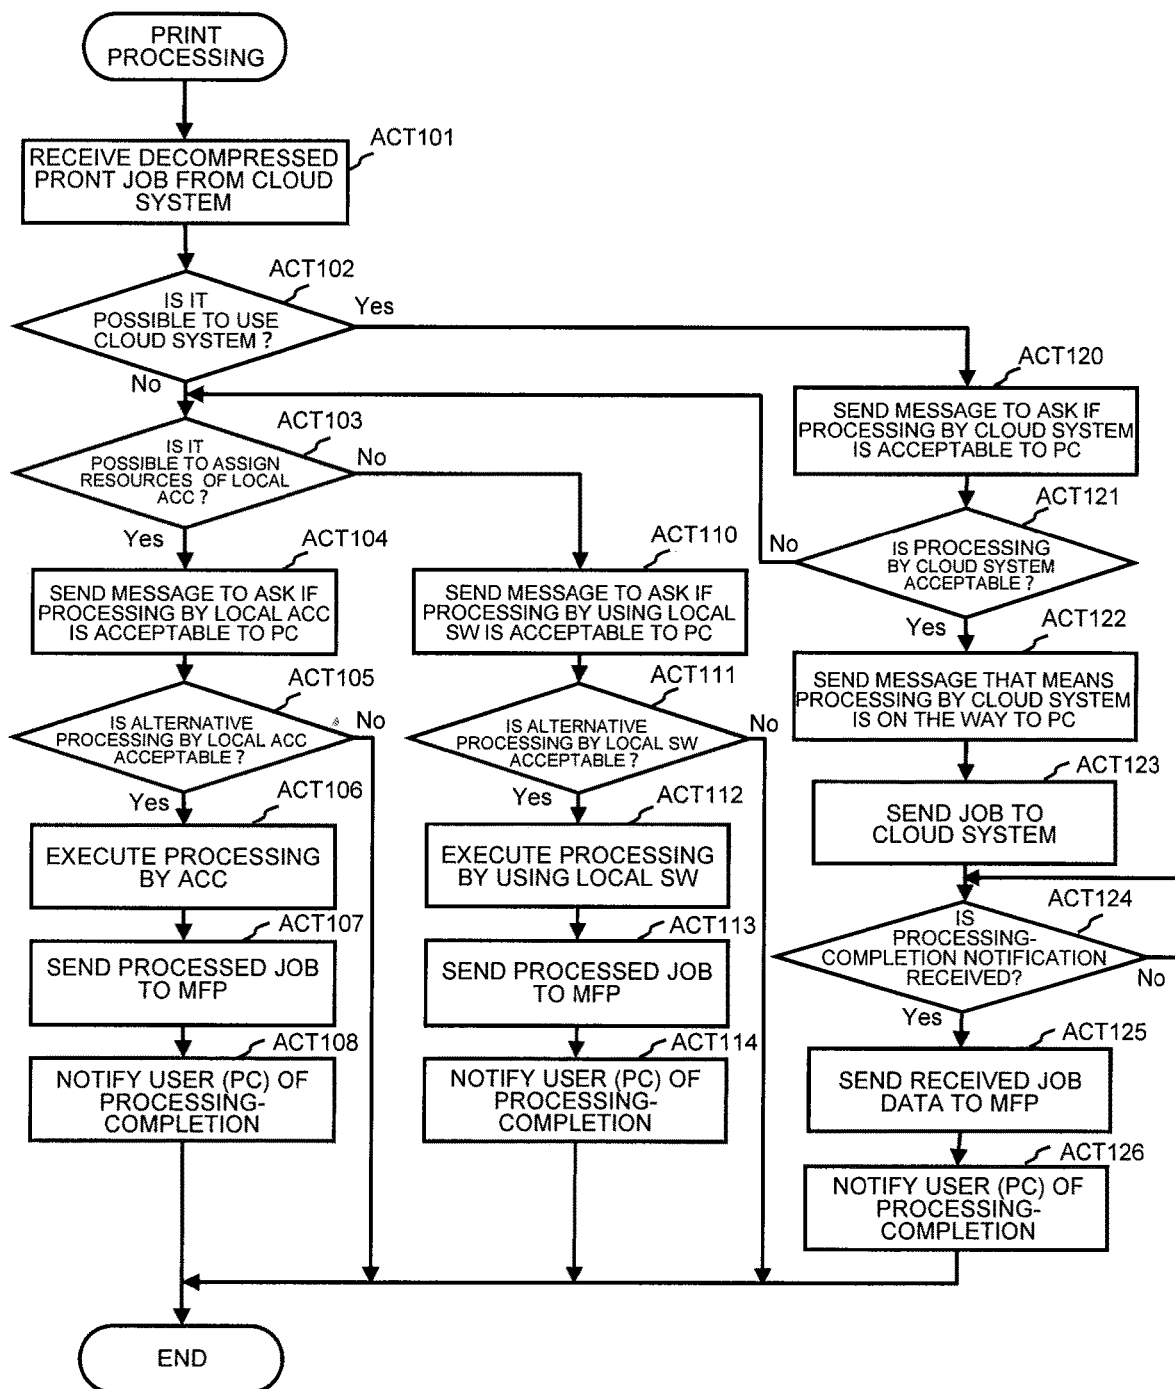 PRINT
PROCESSING
ACT101
RECEIVE DECOMPRESSED
PRONT JOB FROM CLOUD
SYSTEM
ACT102
IS IT
POSSIBLE TO USE
CLOUD SYSTEM ?
Yes
No
ACT103
IS IT
POSSIBLE TO ASSIGN
RESOURCES OF LOCAL
ACC ?
No
Yes
ACT104
SEND MESSAGE TO ASK IF
PROCESSING BY LOCAL ACC
IS ACCEPTABLE TO PC
ACT105
IS ALTERNATIVE
PROCESSING BY LOCAL ACC
ACCEPTABLE ?
No
Yes
ACT106
EXECUTE PROCESSING
BY ACC
ACT107
SEND PROCESSED JOB
TO MFP
ACT108
NOTIFY USER (PC) OF
PROCESSING-
COMPLETION
ACT110
SEND MESSAGE TO ASK IF
PROCESSING BY USING LOCAL
SW IS ACCEPTABLE TO PC
ACT111
IS ALTERNATIVE
PROCESSING BY LOCAL SW
ACCEPTABLE ?
No
Yes
ACT112
EXECUTE PROCESSING
BY USING LOCAL SW
ACT113
SEND PROCESSED JOB
TO MFP
ACT114
NOTIFY USER (PC) OF
PROCESSING-
COMPLETION
ACT120
SEND MESSAGE TO ASK IF
PROCESSING BY CLOUD SYSTEM
IS ACCEPTABLE TO PC
ACT121
IS PROCESSING
BY CLOUD SYSTEM
ACCEPTABLE ?
No
Yes
ACT122
SEND MESSAGE THAT MEANS
PROCESSING BY CLOUD SYSTEM
IS ON THE WAY TO PC
ACT123
SEND JOB TO
CLOUD SYSTEM
ACT124
IS
PROCESSING-
COMPLETION NOTIFICATION
RECEIVED?
No
Yes
ACT125
SEND RECEIVED JOB
DATA TO MFP
ACT126
NOTIFY USER (PC) OF
PROCESSING-
COMPLETION
END